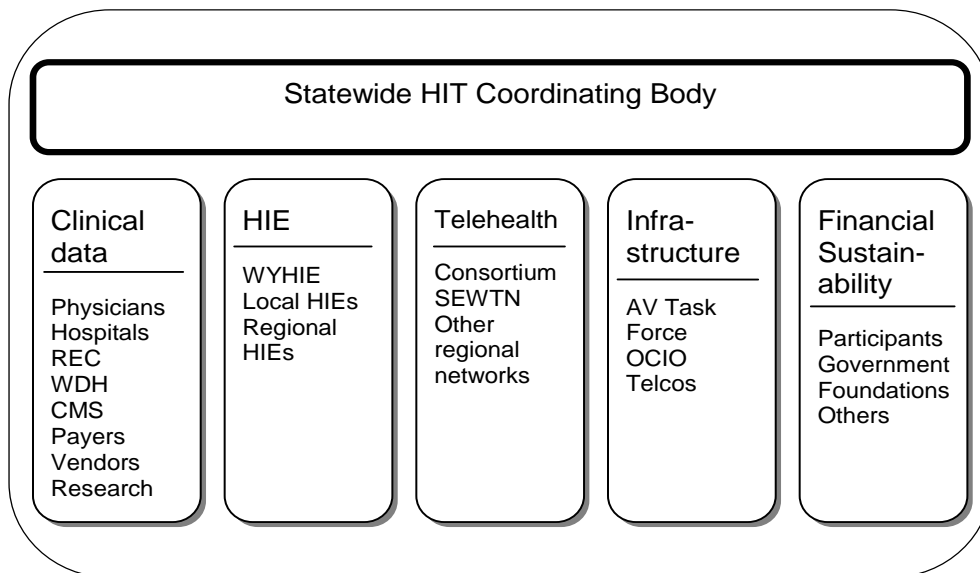 Statewide HIT Coordinating Body
Clinical
data
Physicians
Hospitals
REC
WDH
CMS
Payers
Vendors
Research
HIE
WYHIE
Local HIEs
Regional
HIEs
Telehealth
Consortium
SEWTN
Other
regional
networks
Infra-
structure
AV Task
Force
OCIO
Telcos
Financial
Sustain-
ability
Participants
Government
Foundations
Others